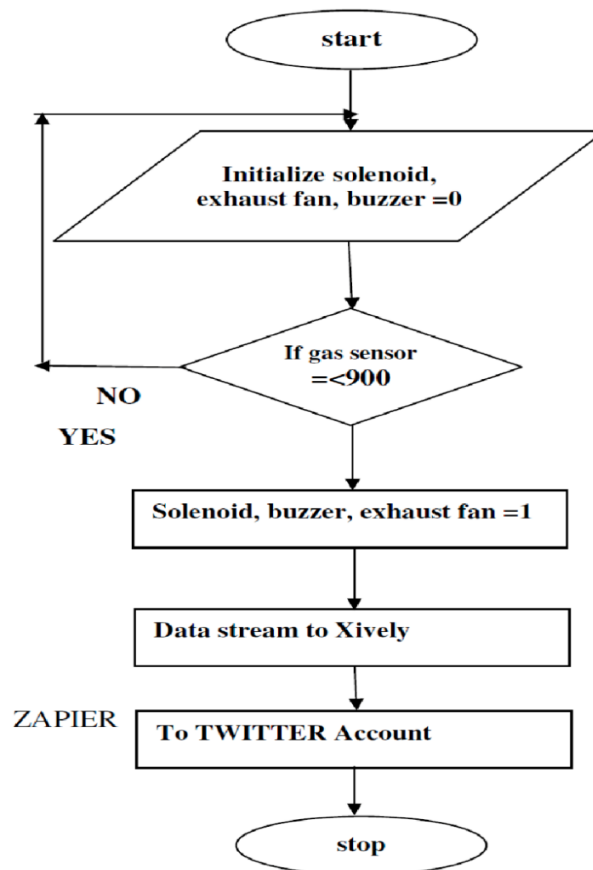 start
Initialize solenoid,
exhaust fan, buzzer =0
If gas sensor
=<900
NO
YES
Solenoid, buzzer, exhaust fan =1
Data stream to Xively
ZAPIER
To TWITTER Account
stop